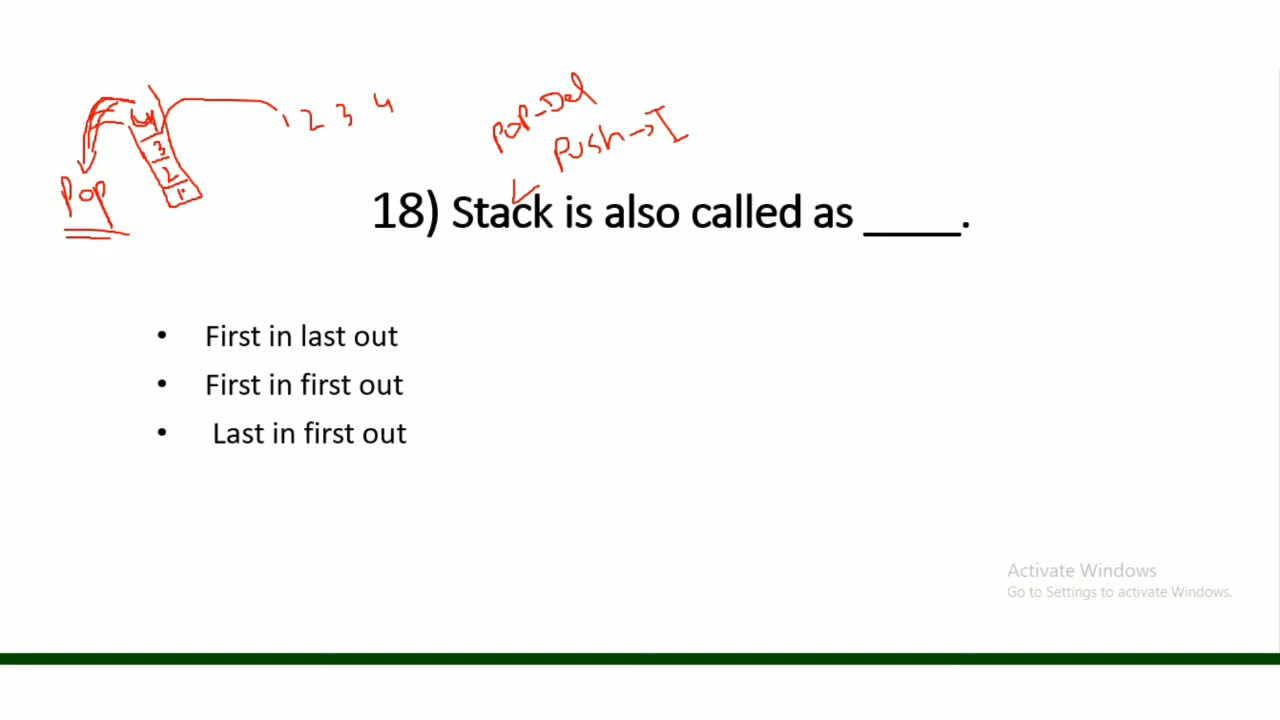 1 2 3 4
4
3
2
1
Pop
POP-Del
Push→I
18) Stack is also called as ____.
• First in last out
• First in first out
• Last in first out
Activate Windows
Go to Settings to activate Windows.